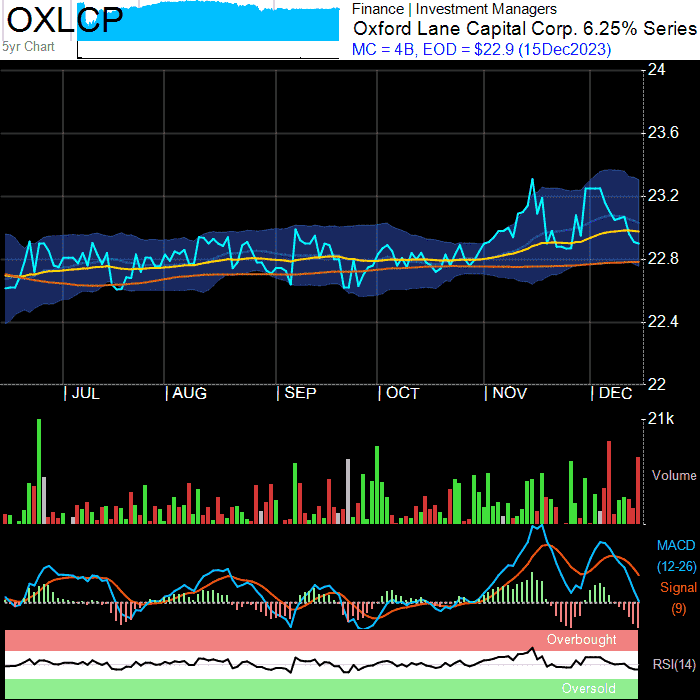 OXLCP
5yr Chart
Finance | Investment Managers
Oxford Lane Capital Corp. 6.25% Series
MC = 4B, EOD = $22.9 (15Dec2023)
24
23.6
23.2
22.8
22.4
22
| JUL | AUG | SEP | OCT | NOV | DEC
21k
Volume
MACD
(12-26)
Signal
(9)
Overbought
RSI(14)
Oversold